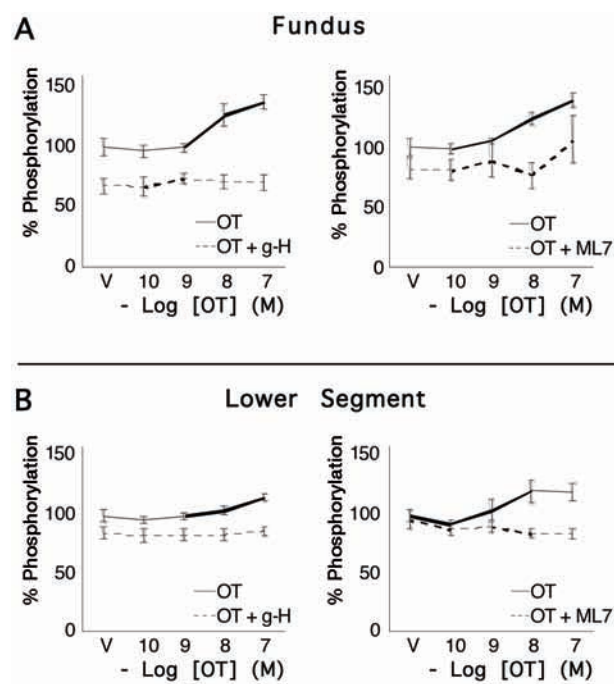 A
Fundus
% Phosphorylation
150
100
50
0
OT
OT + g-H
V 10 9 8 7
- Log [OT] (M)
% Phosphorylation
150
100
50
0
OT
OT + ML7
V 10 9 8 7
- Log [OT] (M)
B
Lower Segment
% Phosphorylation
150
100
50
0
OT
OT + g-H
V 10 9 8 7
- Log [OT] (M)
% Phosphorylation
150
100
50
0
OT
OT + ML7
V 10 9 8 7
- Log [OT] (M)